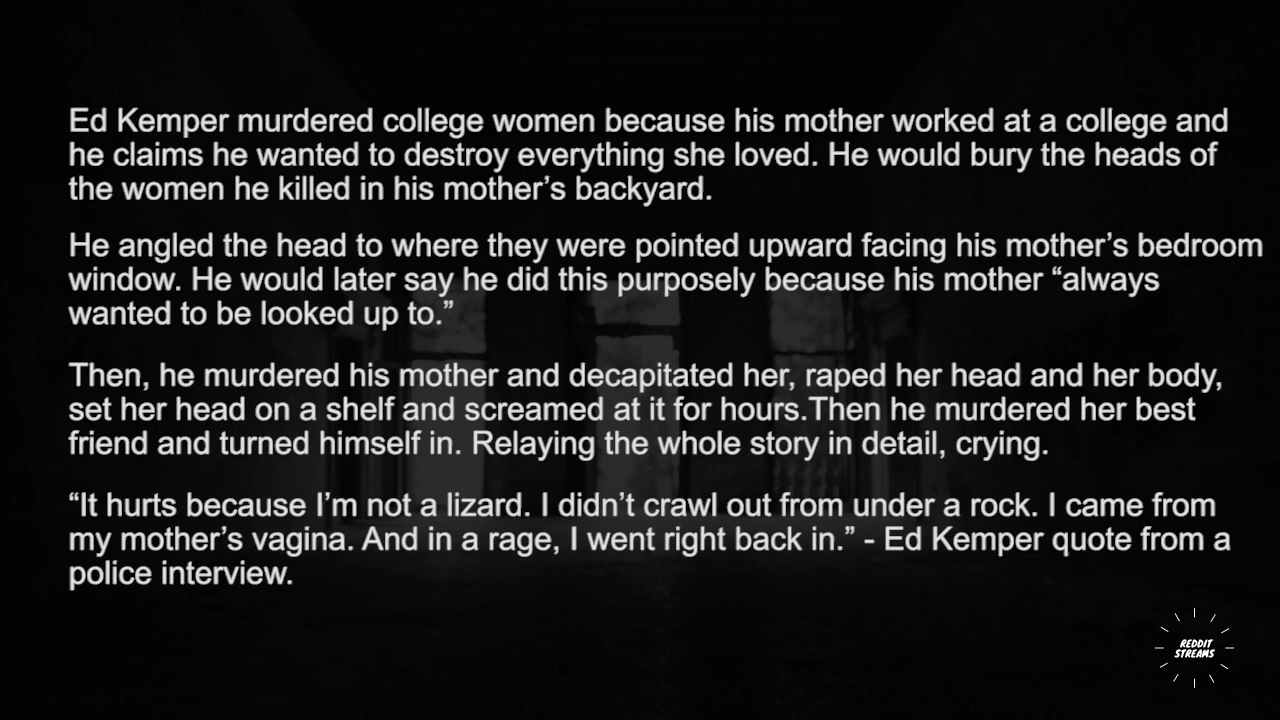 Ed Kemper murdered college women because his mother worked at a college and
he claims he wanted to destroy everything she loved. He would bury the heads of
the women he killed in his mother’s backyard.
He angled the head to where they were pointed upward facing his mother’s bedroom
window. He would later say he did this purposely because his mother “always
wanted to be looked up to.”
Then, he murdered his mother and decapitated her, raped her head and her body,
set her head on a shelf and screamed at it for hours.Then he murdered her best
friend and turned himself in. Relaying the whole story in detail, crying.
“It hurts because I’m not a lizard. I didn’t crawl out from under a rock. I came from
my mother’s vagina. And in a rage, I went right back in.” - Ed Kemper quote from a
police interview.
REDDIT
STREAMS